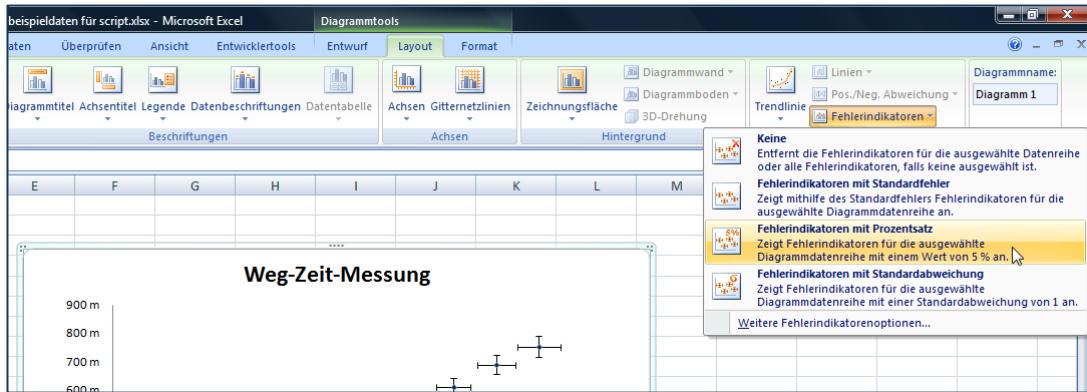 beispieldaten für script.xlsx - Microsoft Excel
Diagrammtools
Überprüfen Ansicht Entwicklertools Entwurf Layout Format
Diagrammtitel Achsentitel Legende Datenbeschriftungen Datentabelle
Beschriftungen
Achsen Gitternetzlinien
Achsen
Zeichnungsfläche
Diagrammwand
Diagrammboden
3D-Drehung
Hintergrund
Trendlinie
Linien
Pos./Neg. Abweichung
Fehlerindikatoren
Diagrammname:
Diagramm 1
Keine
Entfernt die Fehlerindikatoren für die ausgewählte Datenreihe
oder alle Fehlerindikatoren, falls keine ausgewählt ist.
Fehlerindikatoren mit Standardfehler
Zeigt mithilfe des Standardfehlers Fehlerindikatoren für die
ausgewählte Diagrammdatenreihe an.
Fehlerindikatoren mit Prozentsatz
Zeigt Fehlerindikatoren für die ausgewählte
Diagrammdatenreihe mit einem Wert von 5 % an.
Fehlerindikatoren mit Standardabweichung
Zeigt Fehlerindikatoren für die ausgewählte
Diagrammdatenreihe mit einer Standardabweichung von 1 an.
Weitere Fehlerindikatorenoptionen...
E F G H I J K L M
Weg-Zeit-Messung
900 m
800 m
700 m
600 m